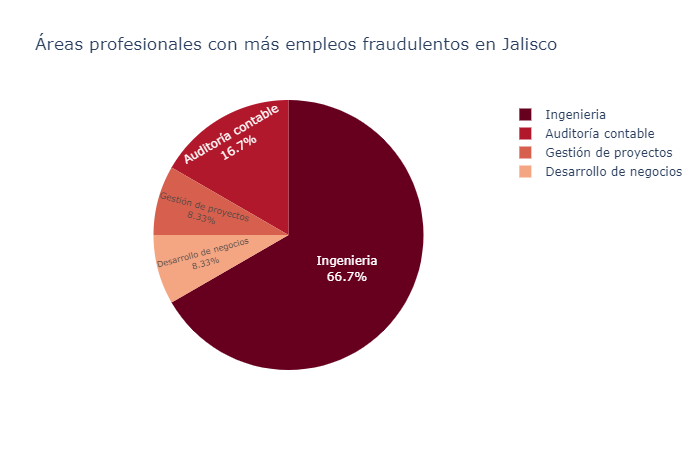 Áreas profesionales con más empleos fraudulentos en Jalisco
Ingenieria
Auditoría contable
Gestión de proyectos
Desarrollo de negocios
Auditoría contable
16.7%
Gestión de proyectos
8.33%
Desarrollo de negocios
8.33%
Ingenieria
66.7%